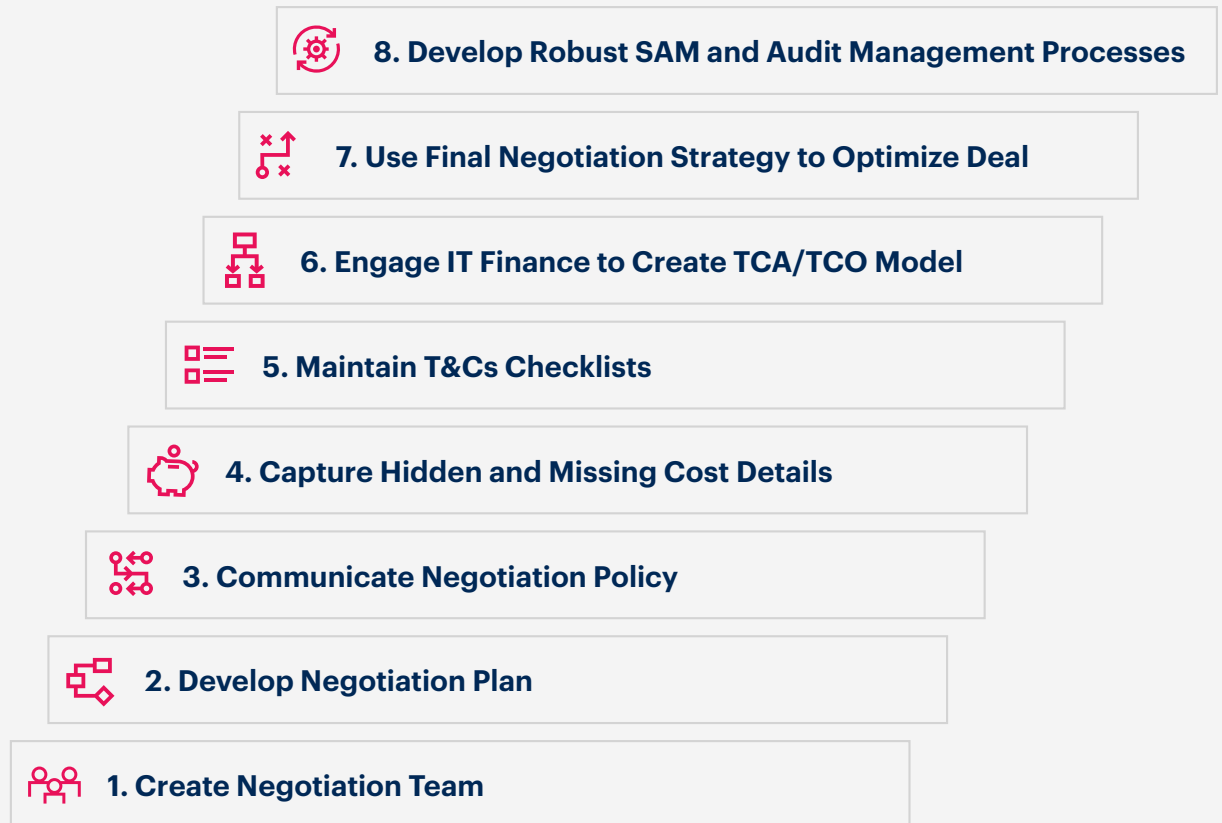 8. Develop Robust SAM and Audit Management Processes
7. Use Final Negotiation Strategy to Optimize Deal
6. Engage IT Finance to Create TCA/TCO Model
5. Maintain T&Cs Checklists
4. Capture Hidden and Missing Cost Details
3. Communicate Negotiation Policy
2. Develop Negotiation Plan
1. Create Negotiation Team